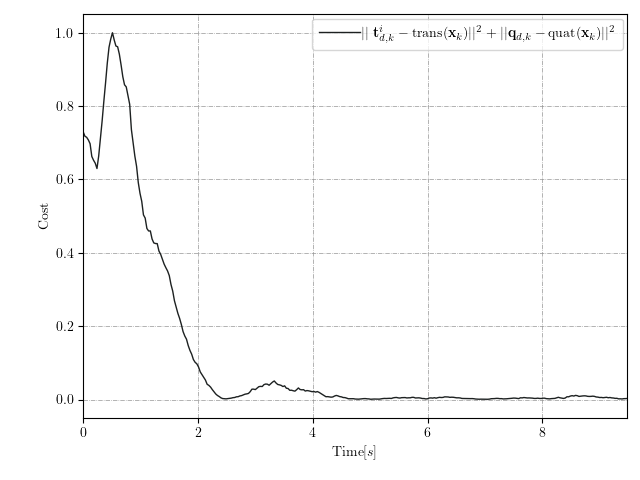 || t^i_{d,k} − trans(x_k)||² + ||q_{d,k} − quat(x_k)||²
1.0
0.8
0.6
0.4
0.2
0.0
Cost
0 2 4 6 8
Time[s]